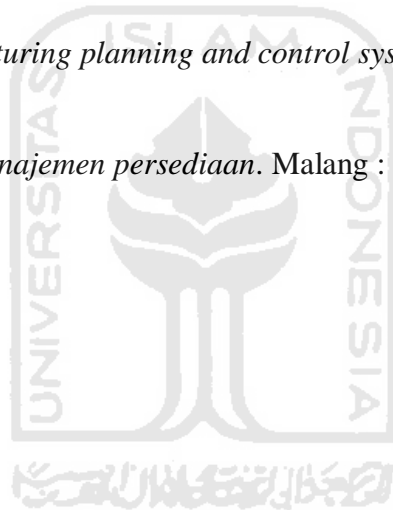 turing planning and control sys
ISLAM
najemen persediaan. Malang :
UNIVERSITAS
INDONESIA